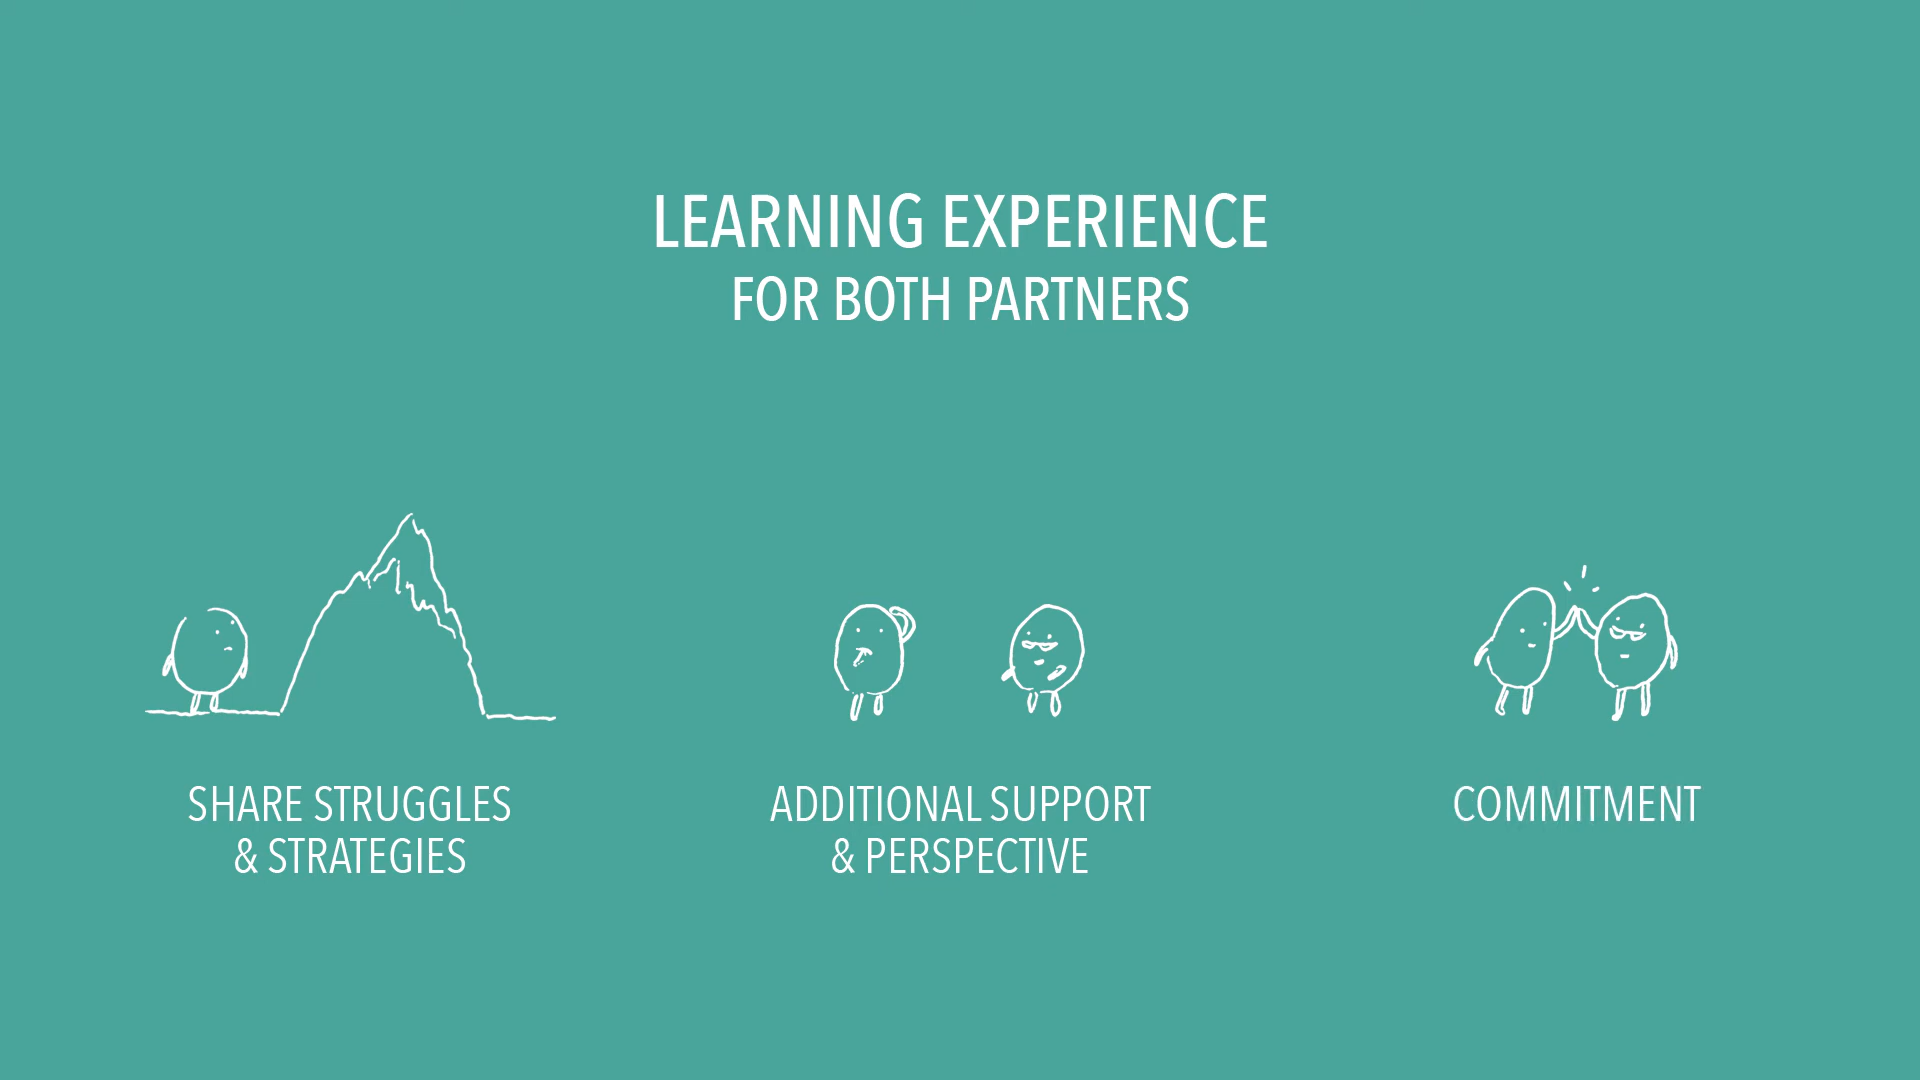 LEARNING EXPERIENCE
FOR BOTH PARTNERS
SHARE STRUGGLES
& STRATEGIES
ADDITIONAL SUPPORT
& PERSPECTIVE
COMMITMENT